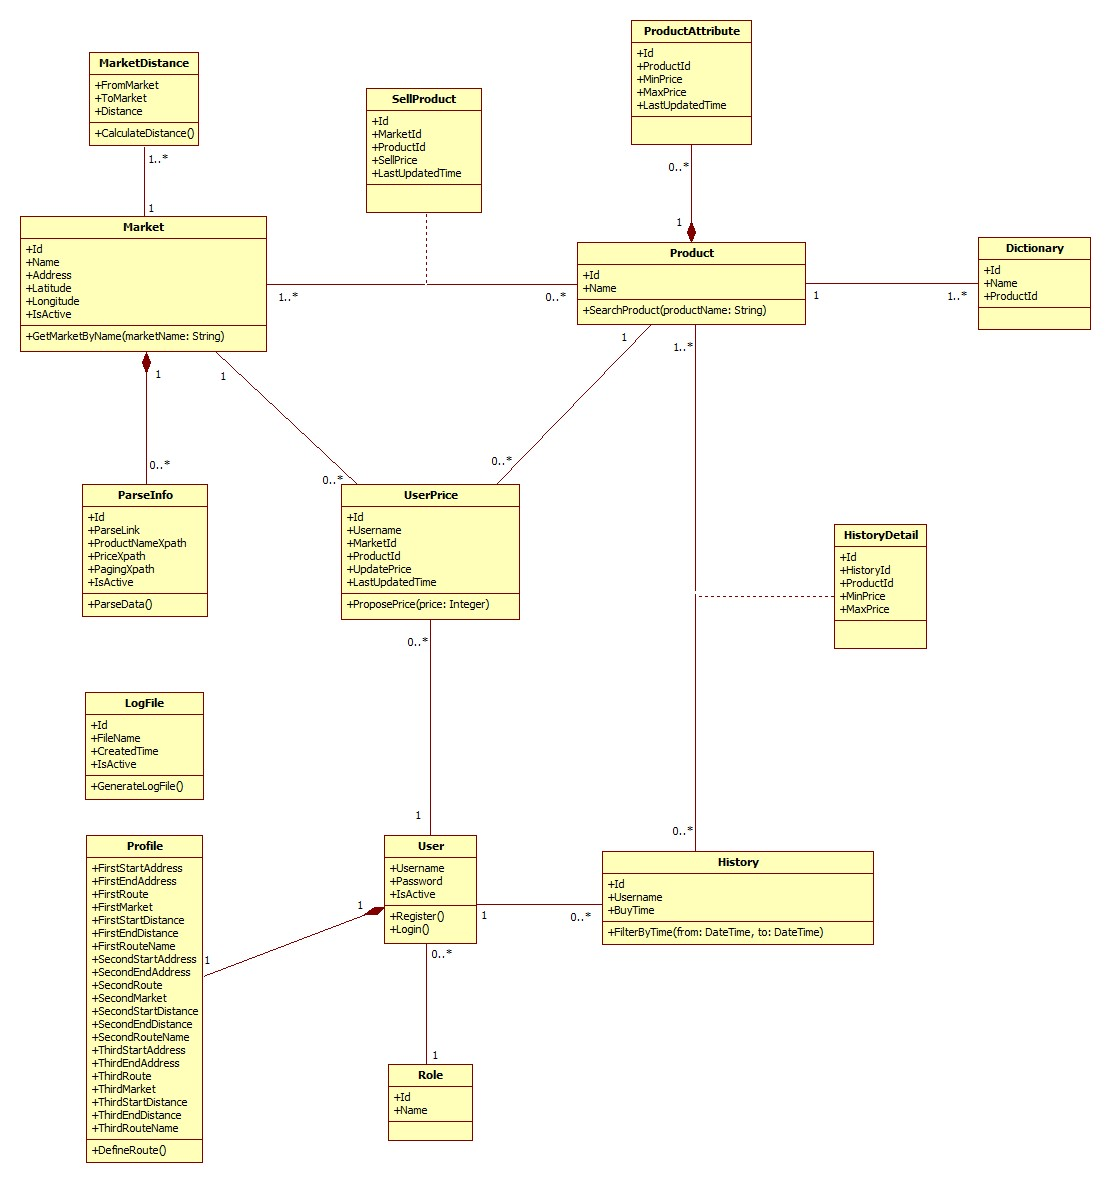 ProductAttribute
+Id
+ProductId
+MinPrice
+MaxPrice
+LastUpdatedTime
MarketDistance
+FromMarket
+ToMarket
+Distance
+CalculateDistance()
SellProduct
+Id
+MarketId
+ProductId
+SellPrice
+LastUpdatedTime
1..*
1
0..*
1
Market
+Id
+Name
+Address
+Latitude
+Longitude
+IsActive
+GetMarketByName(marketName: String)
1..*
0..*
Product
+Id
+Name
+SearchProduct(productName: String)
1
1..*
Dictionary
+Id
+Name
+ProductId
1
1
1
1..*
0..*
0..*
0..*
ParseInfo
+Id
+ParseLink
+ProductNameXpath
+PriceXpath
+PagingXpath
+IsActive
+ParseData()
UserPrice
+Id
+Username
+MarketId
+ProductId
+UpdatePrice
+LastUpdatedTime
+ProposePrice(price: Integer)
HistoryDetail
+Id
+HistoryId
+ProductId
+MinPrice
+MaxPrice
0..*
1
0..*
LogFile
+Id
+FileName
+CreatedTime
+IsActive
+GenerateLogFile()
Profile
+FirstStartAddress
+FirstEndAddress
+FirstRoute
+FirstMarket
+FirstStartDistance
+FirstEndDistance
+FirstRouteName
+SecondStartAddress
+SecondEndAddress
+SecondRoute
+SecondMarket
+SecondStartDistance
+SecondEndDistance
+SecondRouteName
+ThirdStartAddress
+ThirdEndAddress
+ThirdRoute
+ThirdMarket
+ThirdStartDistance
+ThirdEndDistance
+ThirdRouteName
+DefineRoute()
1
1
User
+Username
+Password
+IsActive
+Register()
+Login()
1
0..*
History
+Id
+Username
+BuyTime
+FilterByTime(from: DateTime, to: DateTime)
0..*
1
Role
+Id
+Name